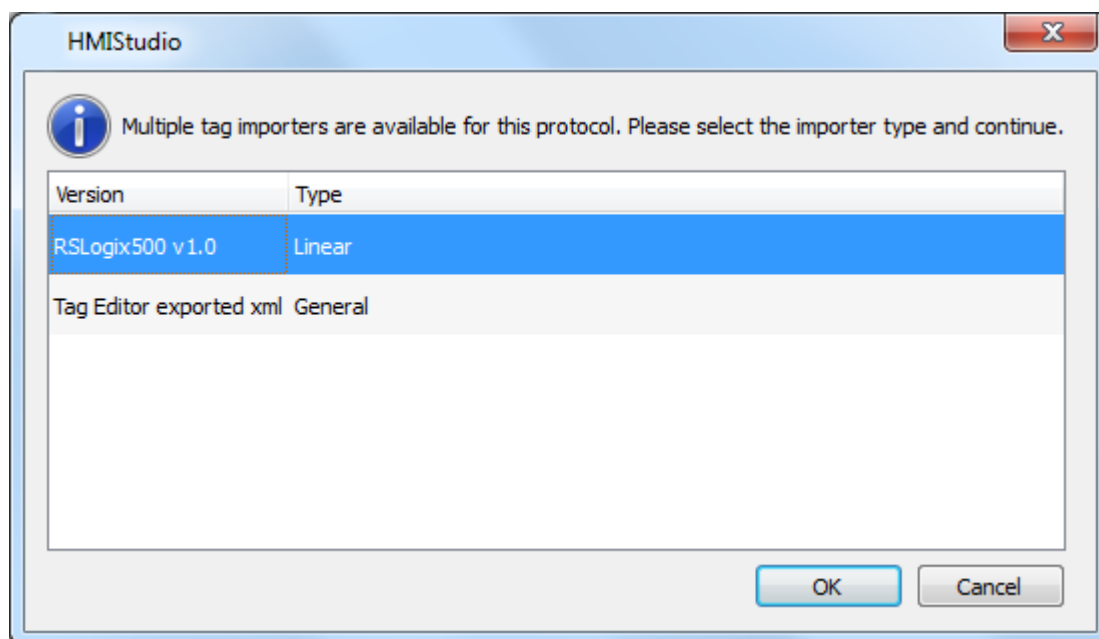 HMIStudio
Multiple tag importers are available for this protocol. Please select the importer type and continue.
Version Type
RSLogix500 v1.0 Linear
Tag Editor exported xml General
OK Cancel